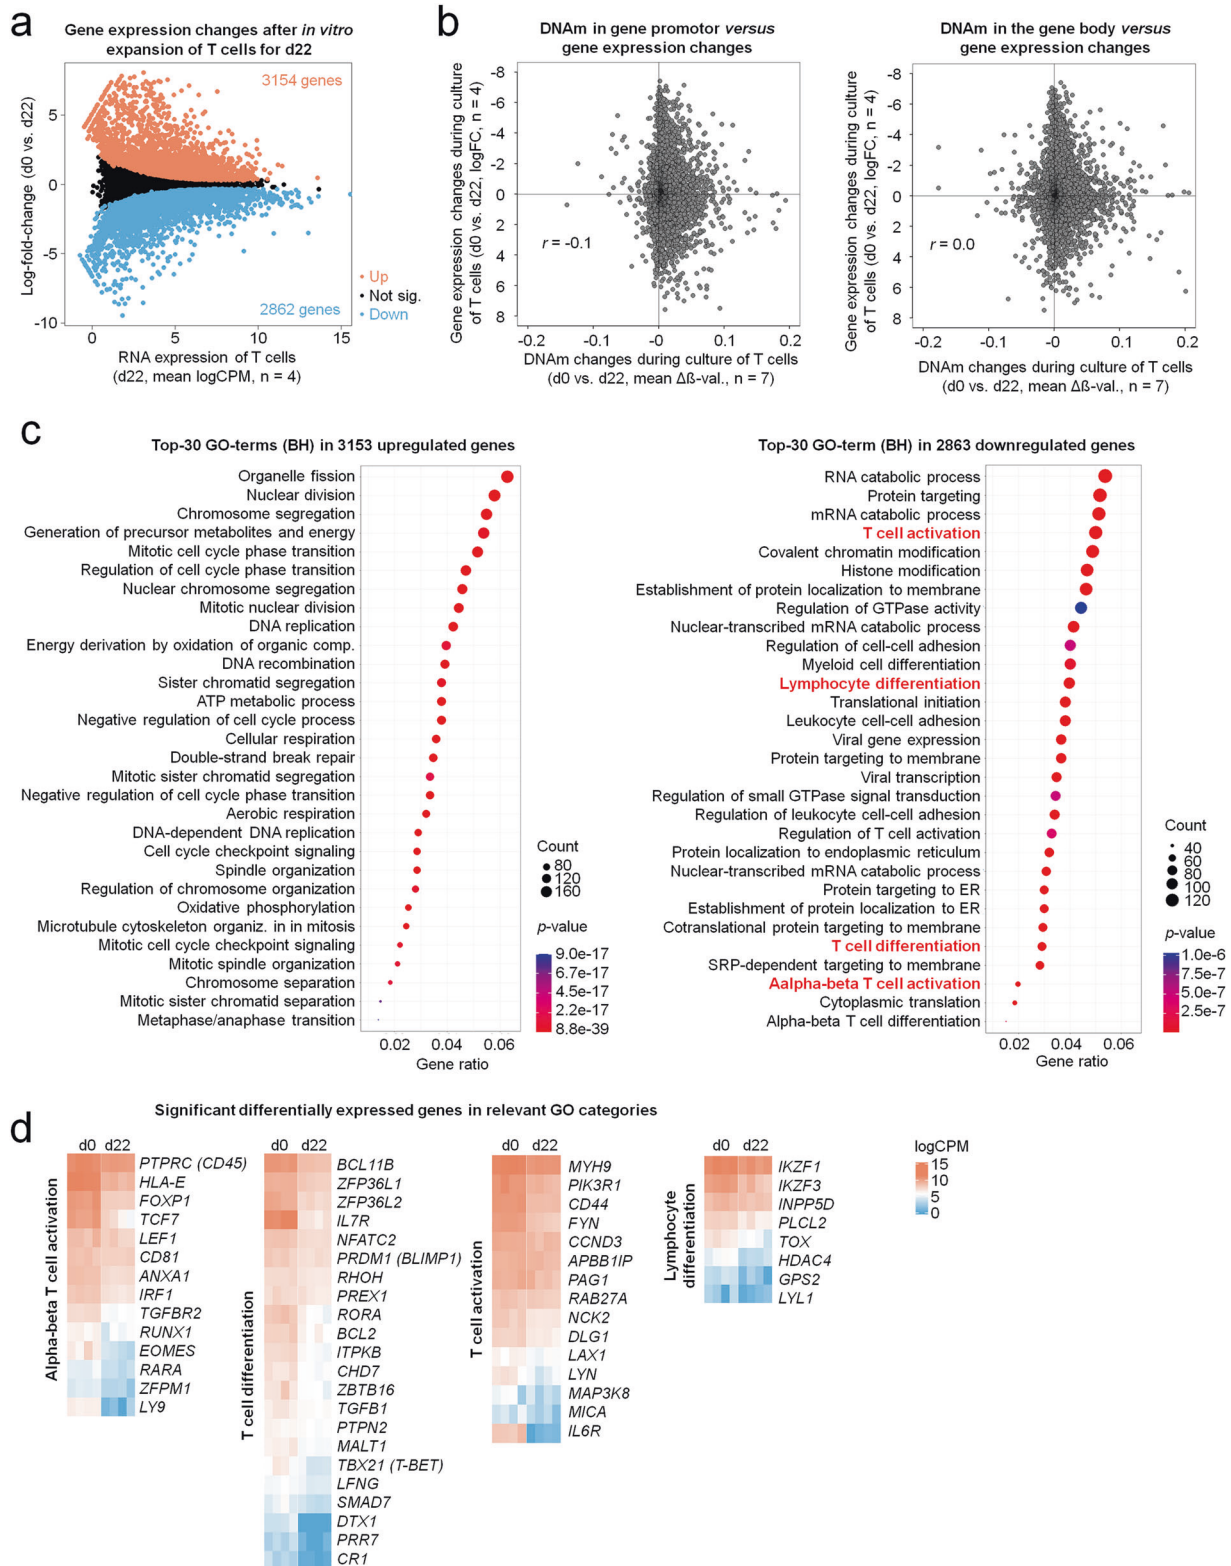 a
Gene expression changes after in vitro
expansion of T cells for d22
3154 genes
Log-fold-change (d0 vs. d22)
5
0
-5
-10
Up
Not sig.
Down
2862 genes
0
5
10
15
RNA expression of T cells
(d22, mean logCPM, n = 4)
b
DNAm in gene promotor versus
gene expression changes
Gene expression changes during culture
of T cells (d0 vs. d22, logFC, n = 4)
-8
-6
-4
-2
0
2
4
6
8
r = -0.1
-0.2
-0.1
-0
0.1
0.2
DNAm changes during culture of T cells
(d0 vs. d22, mean Δß-val., n = 7)
DNAm in the gene body versus
gene expression changes
Gene expression changes during culture
of T cells (d0 vs. d22, logFC, n = 4)
-8
-6
-4
-2
0
2
4
6
8
r = 0.0
-0.2
-0.1
-0
0.1
0.2
DNAm changes during culture of T cells
(d0 vs. d22, mean Δß-val., n = 7)
c
Top-30 GO-terms (BH) in 3153 upregulated genes
Organelle fission
Nuclear division
Chromosome segregation
Generation of precursor metabolites and energy
Mitotic cell cycle phase transition
Regulation of cell cycle phase transition
Nuclear chromosome segregation
Mitotic nuclear division
DNA replication
Energy derivation by oxidation of organic comp.
DNA recombination
Sister chromatid segregation
ATP metabolic process
Negative regulation of cell cycle process
Cellular respiration
Double-strand break repair
Mitotic sister chromatid segregation
Negative regulation of cell cycle phase transition
Aerobic respiration
DNA-dependent DNA replication
Cell cycle checkpoint signaling
Spindle organization
Regulation of chromosome organization
Oxidative phosphorylation
Microtubule cytoskeleton organiz. in in mitosis
Mitotic cell cycle checkpoint signaling
Mitotic spindle organization
Chromosome separation
Mitotic sister chromatid separation
Metaphase/anaphase transition
0.02
0.04
0.06
Gene ratio
Count
80
120
160
p-value
9.0e-17
6.7e-17
4.5e-17
2.2e-17
8.8e-39
Top-30 GO-term (BH) in 2863 downregulated genes
RNA catabolic process
Protein targeting
mRNA catabolic process
T cell activation
Covalent chromatin modification
Histone modification
Establishment of protein localization to membrane
Regulation of GTPase activity
Nuclear-transcribed mRNA catabolic process
Regulation of cell-cell adhesion
Myeloid cell differentiation
Lymphocyte differentiation
Translational initiation
Leukocyte cell-cell adhesion
Viral gene expression
Protein targeting to membrane
Viral transcription
Regulation of small GTPase signal transduction
Regulation of leukocyte cell-cell adhesion
Regulation of T cell activation
Protein localization to endoplasmic reticulum
Nuclear-transcribed mRNA catabolic process
Protein targeting to ER
Establishment of protein localization to ER
Cotranslational protein targeting to membrane
T cell differentiation
SRP-dependent targeting to membrane
Aalpha-beta T cell activation
Cytoplasmic translation
Alpha-beta T cell differentiation
0.02
0.04
0.06
Gene ratio
Count
40
60
80
100
120
p-value
1.0e-6
7.5e-7
5.0e-7
2.5e-7
d
Significant differentially expressed genes in relevant GO categories
Alpha-beta T cell activation
d0 d22
PTPRC (CD45)
HLA-E
FOXP1
TCF7
LEF1
CD81
ANXA1
IRF1
TGFBR2
RUNX1
EOMES
RARA
ZFPM1
LY9
T cell differentiation
d0 d22
BCL11B
ZFP36L1
ZFP36L2
IL7R
NFATC2
PRDM1 (BLIMP1)
RHOH
PREX1
RORA
BCL2
ITPKB
CHD7
ZBTB16
TGFB1
PTPN2
MALT1
TBX21 (T-BET)
LFNG
SMAD7
DTX1
PRR7
CR1
T cell activation
d0 d22
MYH9
PIK3R1
CD44
FYN
CCND3
APBB1IP
PAG1
RAB27A
NCK2
DLG1
LAX1
LYN
MAP3K8
MICA
IL6R
Lymphocyte
differentiation
d0 d22
IKZF1
IKZF3
INPP5D
PLCL2
TOX
HDAC4
GPS2
LYL1
logCPM
15
10
5
0